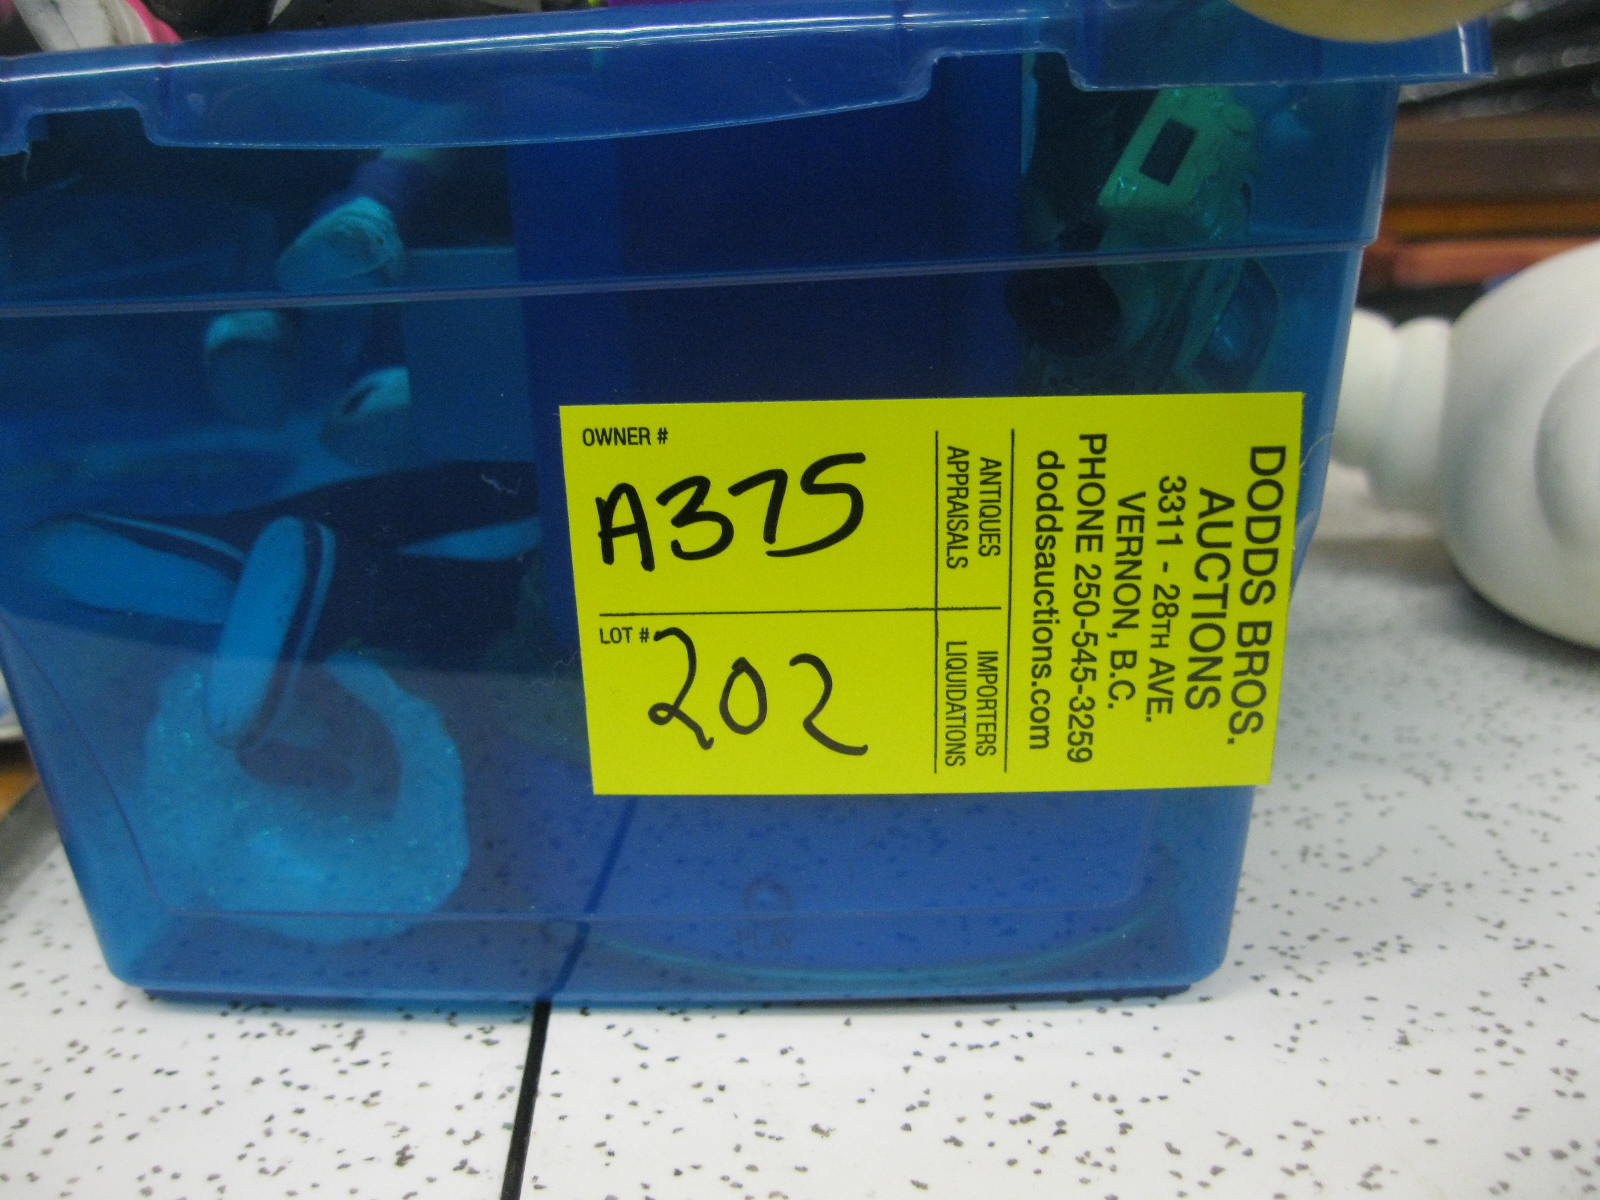 OWNER #
A375
LOT #
202
ANTIQUES
APPRAISALS
IMPORTERS
LIQUIDATIONS
DODDS BROS.
AUCTIONS
3311 - 28TH AVE.
VERNON, B.C.
PHONE 250-545-3259
doddsauctions.com